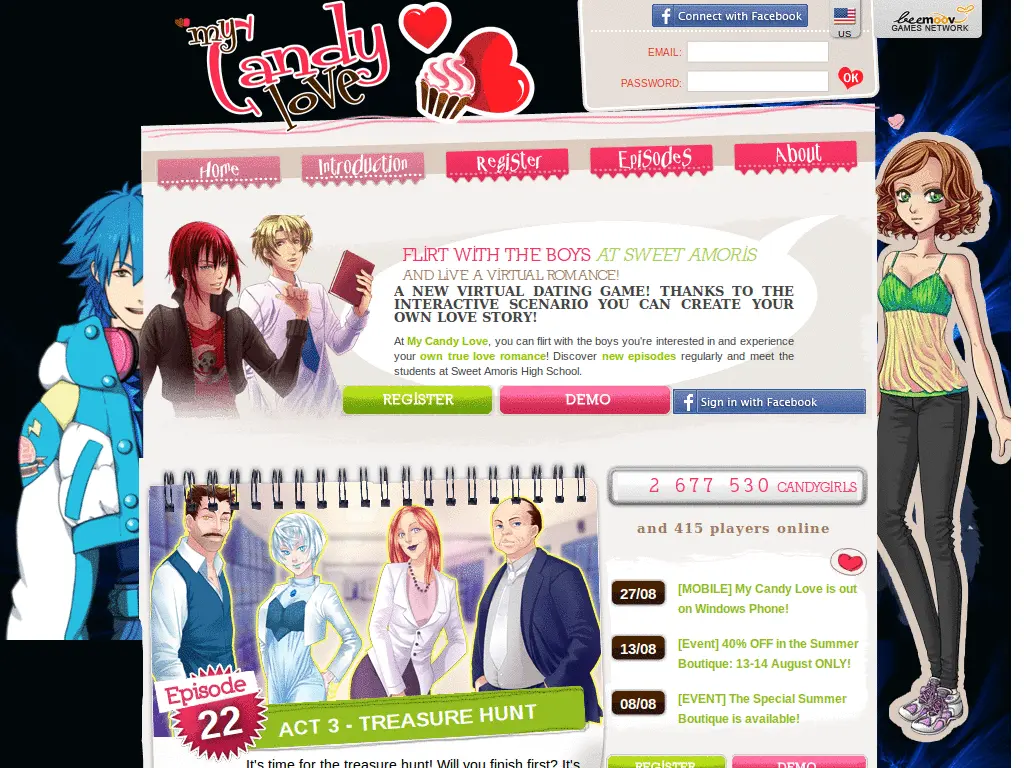 my
Candy
love
Connect with Facebook
US
beemoov
GAMES NETWORK
EMAIL:
PASSWORD:
OK
Home
Introduction
Register
Episodes
About
FLIRT WITH THE BOYS AT SWEET AMORIS
AND LIVE A VIRTUAL ROMANCE!
A NEW VIRTUAL DATING GAME! THANKS TO THE
INTERACTIVE SCENARIO YOU CAN CREATE YOUR
OWN LOVE STORY!
At My Candy Love, you can flirt with the boys you're interested in and experience
your own true love romance! Discover new episodes regularly and meet the
students at Sweet Amoris High School.
REGISTER
DEMO
Sign in with Facebook
2 677 530 CANDYGIRLS
and 415 players online
27/08
[MOBILE] My Candy Love is out
on Windows Phone!
13/08
[Event] 40% OFF in the Summer
Boutique: 13-14 August ONLY!
08/08
[EVENT] The Special Summer
Boutique is available!
Episode
22
ACT 3 - TREASURE HUNT
It's time for the treasure hunt! Will you finish first? It's
REGISTER
DEMO